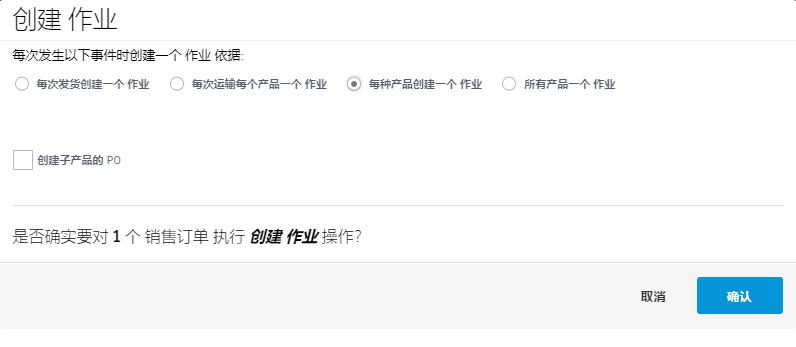 创建 作业
每次发生以下事件时创建一个 作业 依据:
每次发货创建一个 作业 每次运输每个产品一个 作业 每种产品创建一个 作业 所有产品一个 作业
创建子产品的 PO
是否确实要对 1 个 销售订单 执行 创建 作业 操作?
取消 确认